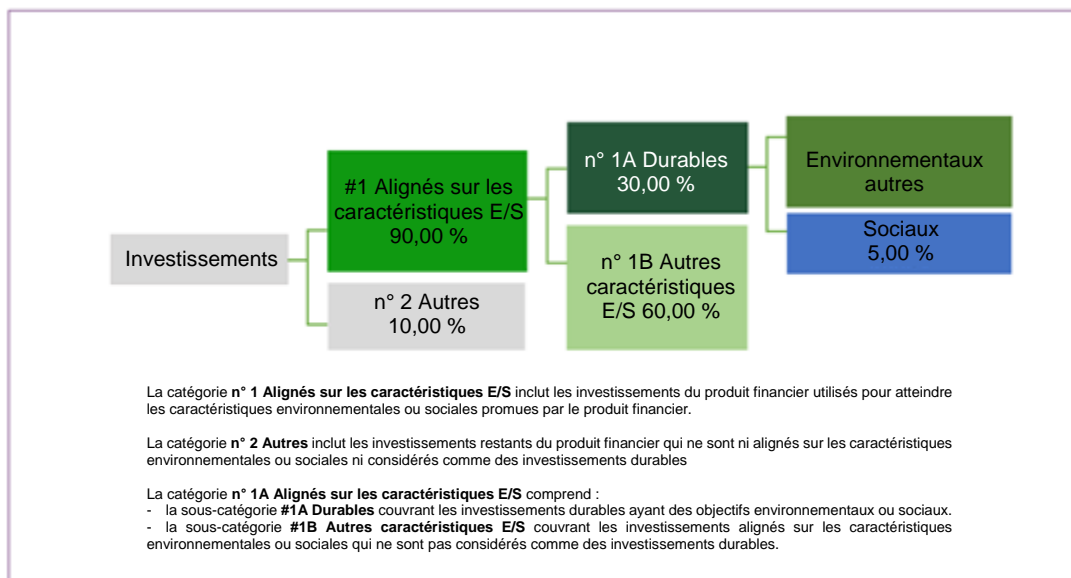 Investissements
#1 Alignés sur les
caractéristiques E/S
90,00 %
n° 2 Autres
10,00 %
n° 1A Durables
30,00 %
n° 1B Autres
caractéristiques
E/S 60,00 %
Environnementaux
autres
Sociaux
5,00 %
La catégorie n° 1 Alignés sur les caractéristiques E/S inclut les investissements du produit financier utilisés pour atteindre
les caractéristiques environnementales ou sociales promues par le produit financier.
La catégorie n° 2 Autres inclut les investissements restants du produit financier qui ne sont ni alignés sur les caractéristiques
environnementales ou sociales ni considérés comme des investissements durables
La catégorie n° 1A Alignés sur les caractéristiques E/S comprend :
- la sous-catégorie #1A Durables couvrant les investissements durables ayant des objectifs environnementaux ou sociaux.
- la sous-catégorie #1B Autres caractéristiques E/S couvrant les investissements alignés sur les caractéristiques
environnementales ou sociales qui ne sont pas considérés comme des investissements durables.